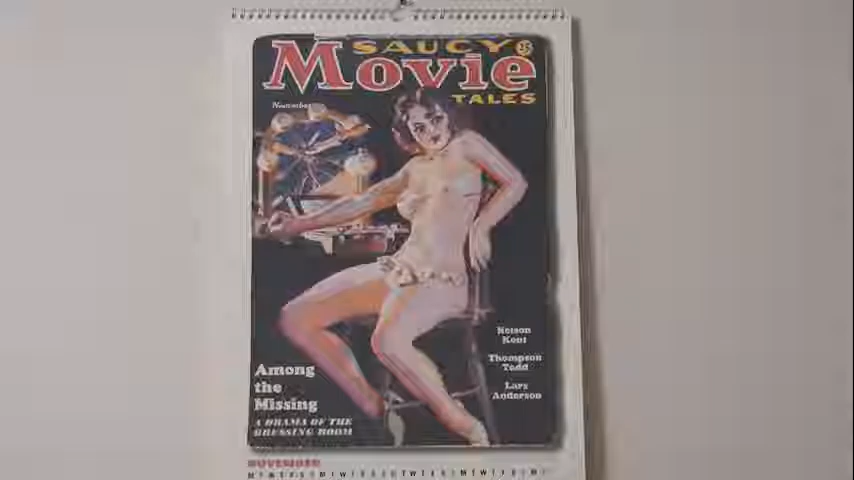 SAUCY
25
Movie
TALES
November
Nelson
Kent
Thompson
Todd
Lars
Anderson
Among
the
Missing
A DRAMA OF THE
DRESSING ROOM
NOVEMBER